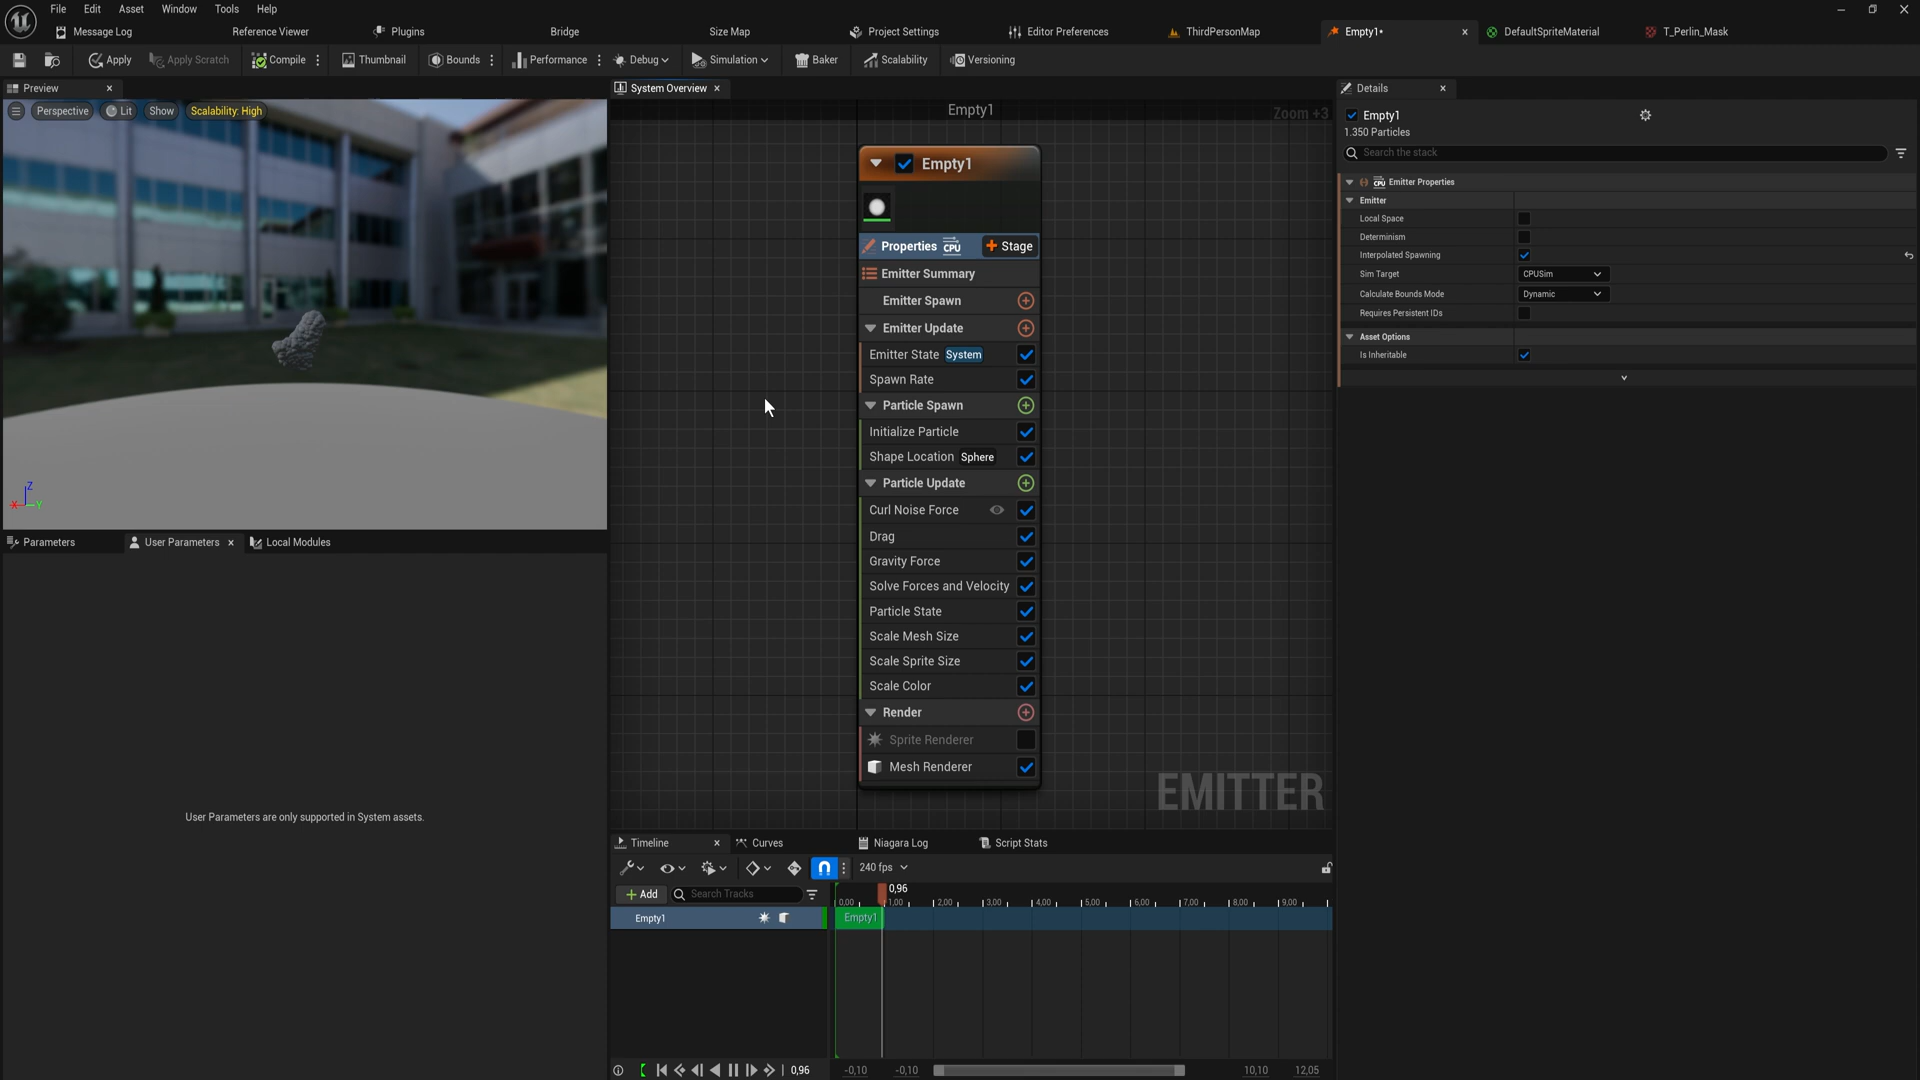 File Edit Asset Window Tools Help
Message Log Reference Viewer Plugins Bridge Size Map Project Settings Editor Preferences ThirdPersonMap Empty1• DefaultSpriteMaterial T_Perlin_Mask
Apply Apply Scratch Compile Thumbnail Bounds Performance Debug Simulation Baker Scalability Versioning
Preview
Perspective Lit Show Scalability: High
Z
X Y
Parameters User Parameters Local Modules
User Parameters are only supported in System assets.
System Overview
Empty1
Zoom +3
Empty1
Properties CPU + Stage
Emitter Summary
Emitter Spawn
Emitter Update
Emitter State System
Spawn Rate
Particle Spawn
Initialize Particle
Shape Location Sphere
Particle Update
Curl Noise Force
Drag
Gravity Force
Solve Forces and Velocity
Particle State
Scale Mesh Size
Scale Sprite Size
Scale Color
Render
Sprite Renderer
Mesh Renderer
EMITTER
Timeline Curves Niagara Log Script Stats
240 fps
+ Add Search Tracks
0,96
0,00 1,00 2,00 3,00 4,00 5,00 6,00 7,00 8,00 9,00
Empty1 Empty1
0,96 -0,10 -0,10 10,10 12,05
Details
Empty1
1.350 Particles
Search the stack
CPU Emitter Properties
Emitter
Local Space
Determinism
Interpolated Spawning
Sim Target CPUSim
Calculate Bounds Mode Dynamic
Requires Persistent IDs
Asset Options
Is Inheritable